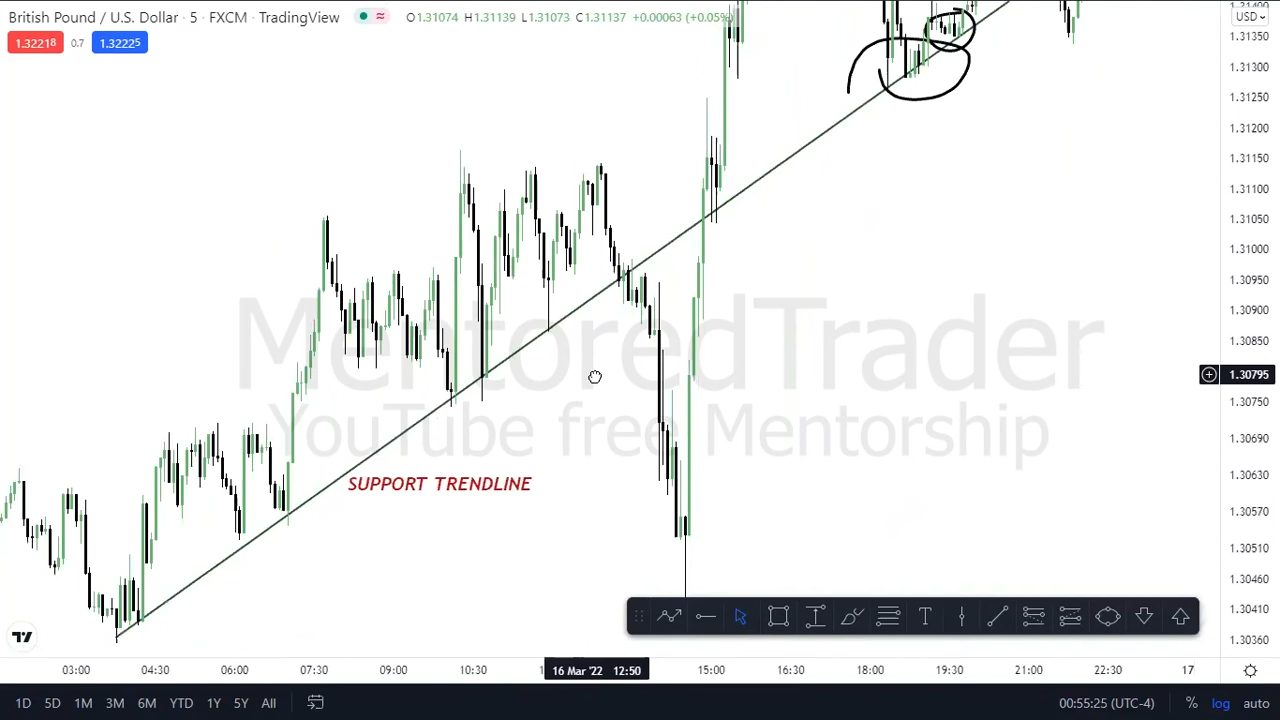 British Pound / U.S. Dollar · 5 · FXCM · TradingView O1.31074 H1.31139 L1.31073 C1.31137 +0.00063 (+0.05%)
USD
1.32218 0.7 1.32225
1.31350
1.31300
1.31250
1.31200
1.31150
1.31100
1.31050
1.31000
1.30950
1.30900
1.30850
1.30795
1.30750
1.30690
1.30630
1.30570
1.30510
1.30460
1.30410
1.30360
MentoredTrader
YouTube free Mentorship
SUPPORT TRENDLINE
03:00 04:30 06:00 07:30 09:00 10:30 16 Mar '22 12:50 15:00 16:30 18:00 19:30 21:00 22:30 17
1D 5D 1M 3M 6M YTD 1Y 5Y All 00:55:25 (UTC-4) % log auto